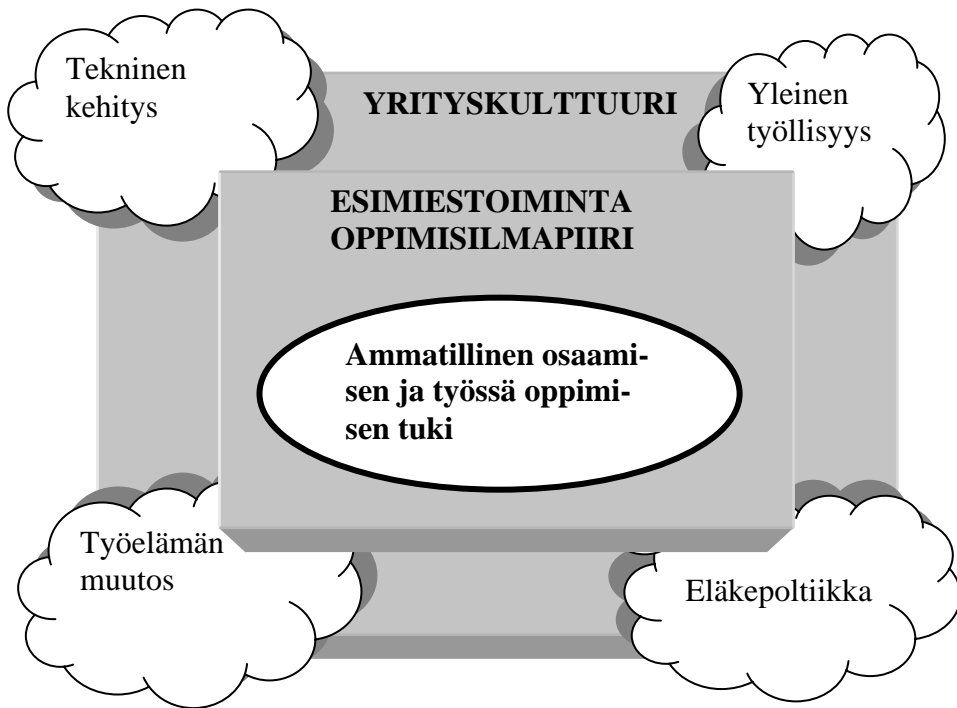 Tekninen
kehitys
YRITYSKULTTUURI
Yleinen
työllisyys
ESIMIESTOIMINTA
OPPIMISILMAPIIRI
Ammatillinen osaami-
sen ja työssä oppimi-
sen tuki
Työelämän
muutos
Eläkepoltiikka